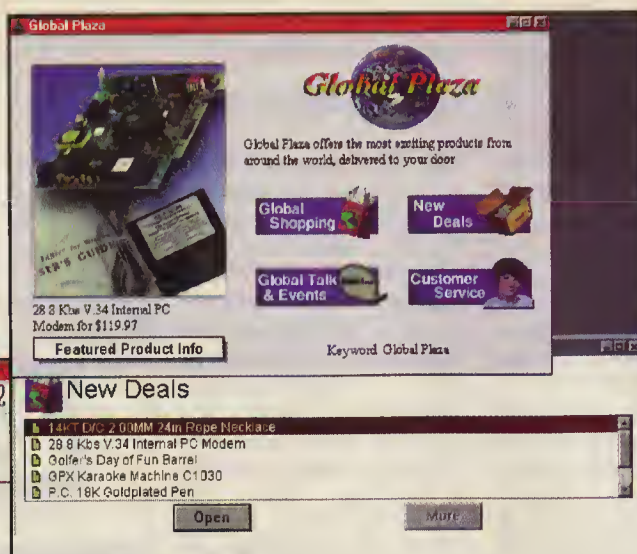 Global Plaza
Global Plaza
Global Plaza offers the most exciting products from
around the world, delivered to your door
Global
Shopping
New
Deals
Global Talk
& Events
Customer
Service
USER'S GUIDE
28.8 Kbs V.34 Internal PC
Modem for $119.97
Featured Product Info
Keyword: Global Plaza
New Deals
14KT D/C 2.00MM 24in Rope Necklace
28.8 Kbs V.34 Internal PC Modem
Golfer's Day of Fun Barrel
GPX Karaoke Machine C1030
P.C. 18K Goldplated Pen
Open
More